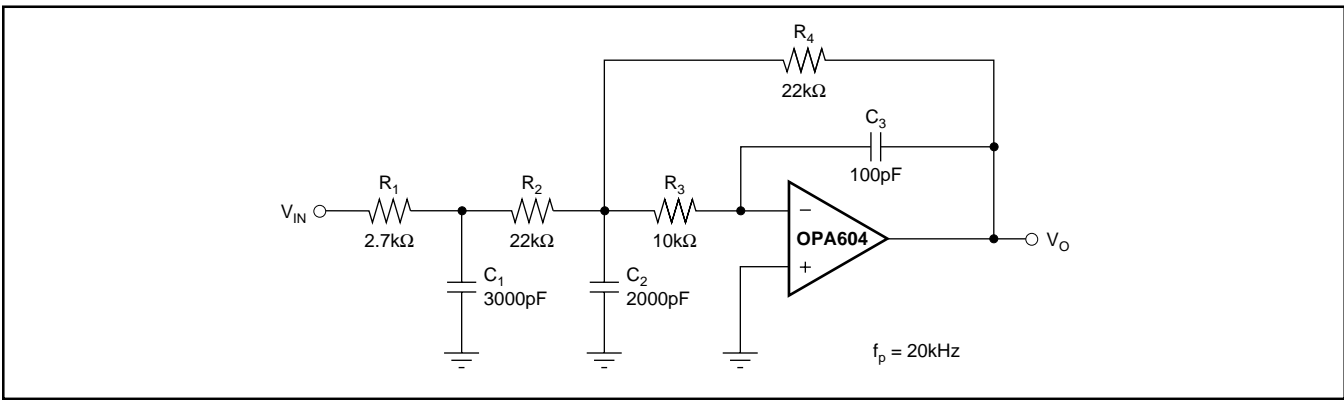 R4
22kΩ
C3
100pF
R1
R2
R3
VIN
2.7kΩ
22kΩ
10kΩ
–
OPA604
+
VO
C1
3000pF
C2
2000pF
fp = 20kHz